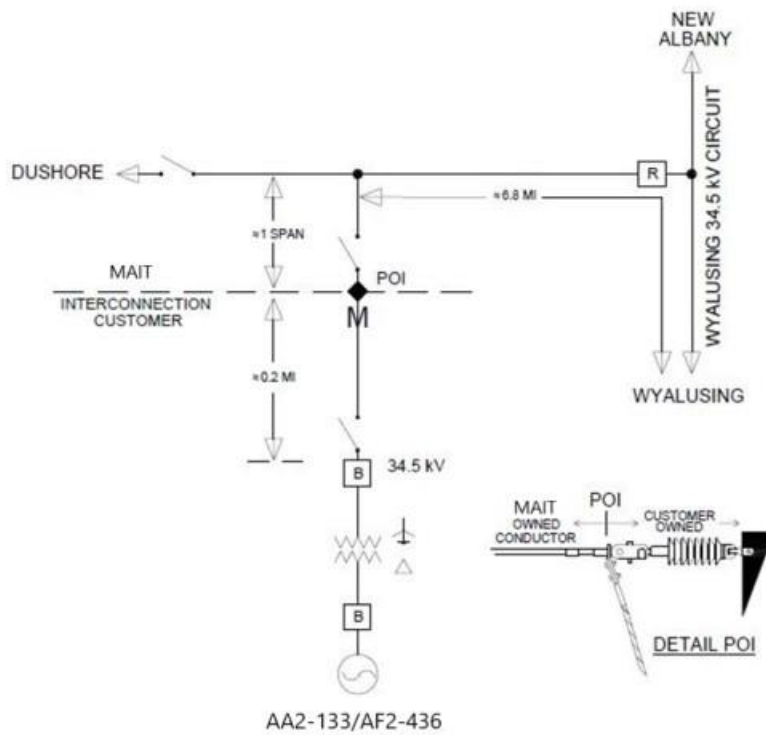 NEW
ALBANY
WYALUSING 34.5 kV CIRCUIT
DUSHORE
R
≈6.8 MI
≈1 SPAN
MAIT
POI
INTERCONNECTION
CUSTOMER
M
≈0.2 MI
WYALUSING
34.5 kV
B
MAIT
OWNED
CONDUCTOR
POI
CUSTOMER
OWNED
B
DETAIL POI
AA2-133/AF2-436